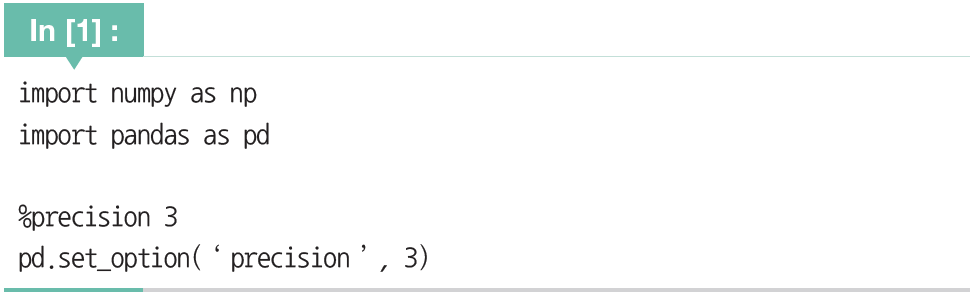 In [1] :
import numpy as np
import pandas as pd
%precision 3
pd.set_option( ‘ precision ’ , 3)